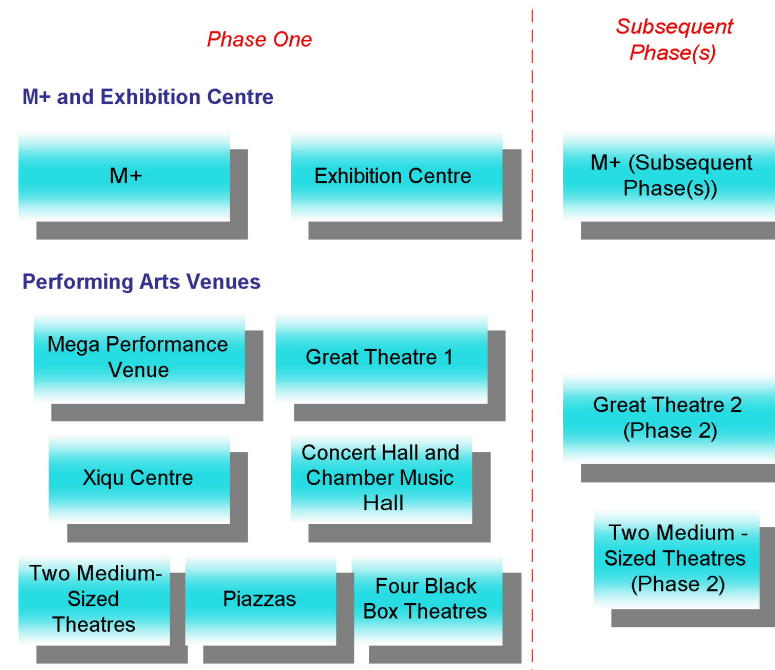 Phase One
Subsequent
Phase(s)
M+ and Exhibition Centre
M+
Exhibition Centre
M+ (Subsequent
Phase(s))
Performing Arts Venues
Mega Performance
Venue
Great Theatre 1
Great Theatre 2
(Phase 2)
Xiqu Centre
Concert Hall and
Chamber Music
Hall
Two Medium -
Sized Theatres
(Phase 2)
Two Medium-
Sized
Theatres
Piazzas
Four Black
Box Theatres